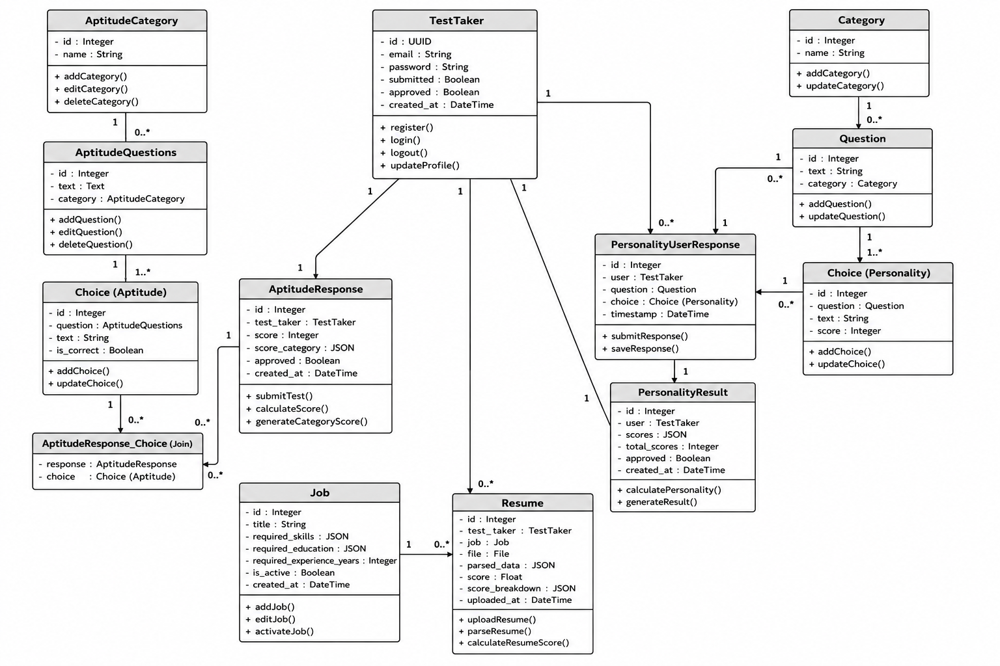 AptitudeCategory
- id : Integer
- name : String
+ addCategory()
+ editCategory()
+ deleteCategory()
1
0..*
AptitudeQuestions
- id : Integer
- text : Text
- category : AptitudeCategory
+ addQuestion()
+ editQuestion()
+ deleteQuestion()
1
1..*
Choice (Aptitude)
- id : Integer
- question : AptitudeQuestions
- text : String
- is_correct : Boolean
+ addChoice()
+ updateChoice()
1
0..*
AptitudeResponse_Choice (Join)
- response : AptitudeResponse
- choice : Choice (Aptitude)
TestTaker
- id : UUID
- email : String
- password : String
- submitted : Boolean
- approved : Boolean
- created_at : DateTime
+ register()
+ login()
+ logout()
+ updateProfile()
1
1
1
1
0..*
1
AptitudeResponse
- id : Integer
- test_taker : TestTaker
- score : Integer
- score_category : JSON
- approved : Boolean
- created_at : DateTime
+ submitTest()
+ calculateScore()
+ generateCategoryScore()
1
0..*
0..*
Job
- id : Integer
- title : String
- required_skills : JSON
- required_education : JSON
- required_experience_years : Integer
- is_active : Boolean
- created_at : DateTime
+ addJob()
+ editJob()
+ activateJob()
1
0..*
0..*
Resume
- id : Integer
- test_taker : TestTaker
- job : Job
- file : File
- parsed_data : JSON
- score : Float
- score_breakdown : JSON
- uploaded_at : DateTime
+ uploadResume()
+ parseResume()
+ calculateResumeScore()
Category
- id : Integer
- name : String
+ addCategory()
+ updateCategory()
1
0..*
Question
- id : Integer
- text : String
- category : Category
+ addQuestion()
+ updateQuestion()
1
0..*
1
1
1..*
PersonalityUserResponse
- id : Integer
- user : TestTaker
- question : Question
- choice : Choice (Personality)
- timestamp : DateTime
+ submitResponse()
+ saveResponse()
1
0..*
Choice (Personality)
- id : Integer
- question : Question
- text : String
- score : Integer
+ addChoice()
+ updateChoice()
1
1
PersonalityResult
- id : Integer
- user : TestTaker
- scores : JSON
- total_scores : Integer
- approved : Boolean
- created_at : DateTime
+ calculatePersonality()
+ generateResult()